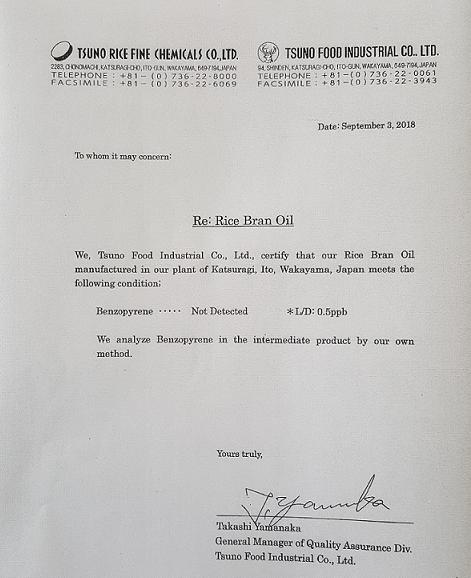 TSUNO RICE FINE CHEMICALS CO.,LTD.
2283, CHONOMACHI, KATSURAGI-CHO, ITO-GUN, WAKAYAMA, 649-7194, JAPAN
TELEPHONE : +81-(0)736-22-8000
FACSIMILE : +81-(0)736-22-6069
TSUNO FOOD INDUSTRIAL CO., LTD.
94, SHINDEN, KATSURAGI-CHO, ITO-GUN, WAKAYAMA, 649-7194, JAPAN
TELEPHONE : +81-(0)736-22-0061
FACSIMILE : +81-(0)736-22-3943
Date: September 3, 2018
To whom it may concern:
Re: Rice Bran Oil
We, Tsuno Food Industrial Co., Ltd., certify that our Rice Bran Oil
manufactured in our plant of Katsuragi, Ito, Wakayama, Japan meets the
following condition;
Benzopyrene ····· Not Detected *L/D: 0.5ppb
We analyze Benzopyrene in the intermediate product by our own
method.
Yours truly,
T. Yamanaka
Takashi Yamanaka
General Manager of Quality Assurance Div.
Tsuno Food Industrial Co., Ltd.